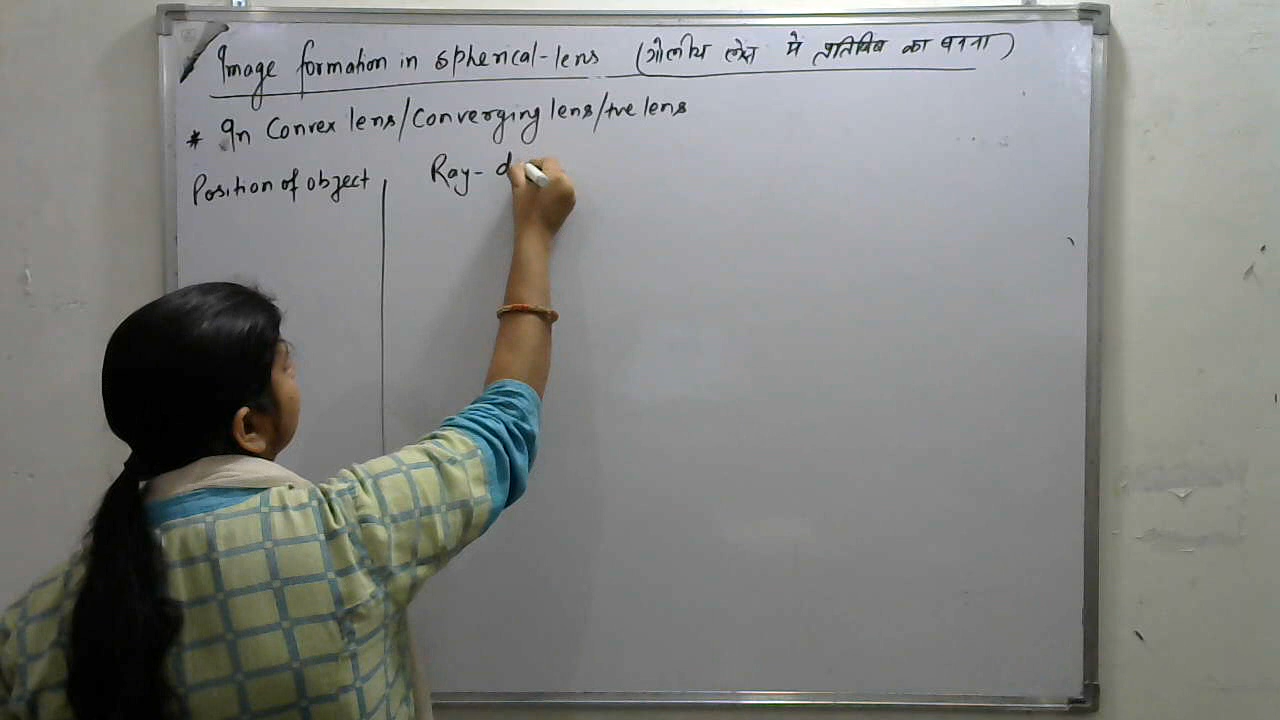 Image formation in spherical-lens (गोलीय लेंस में प्रतिबिंब का बनना)
* In Convex lens/Converging lens/+ve lens
Position of object Ray- d